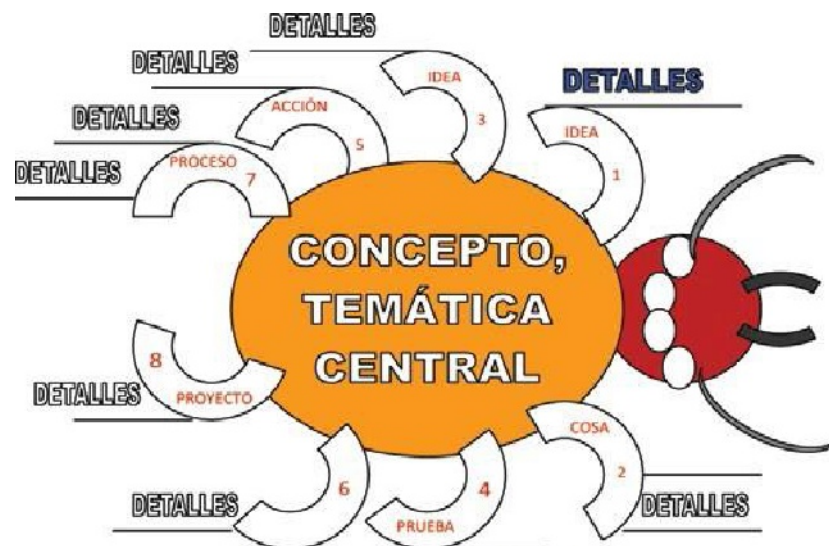 DETALLES
DETALLES
DETALLES
DETALLES
DETALLES
IDEA
3
IDEA
1
ACCIÓN
5
PROCESO
7
CONCEPTO,
TEMÁTICA
CENTRAL
8
PROYECTO
DETALLES
6
DETALLES
4
PRUEBA
COSA
2
DETALLES